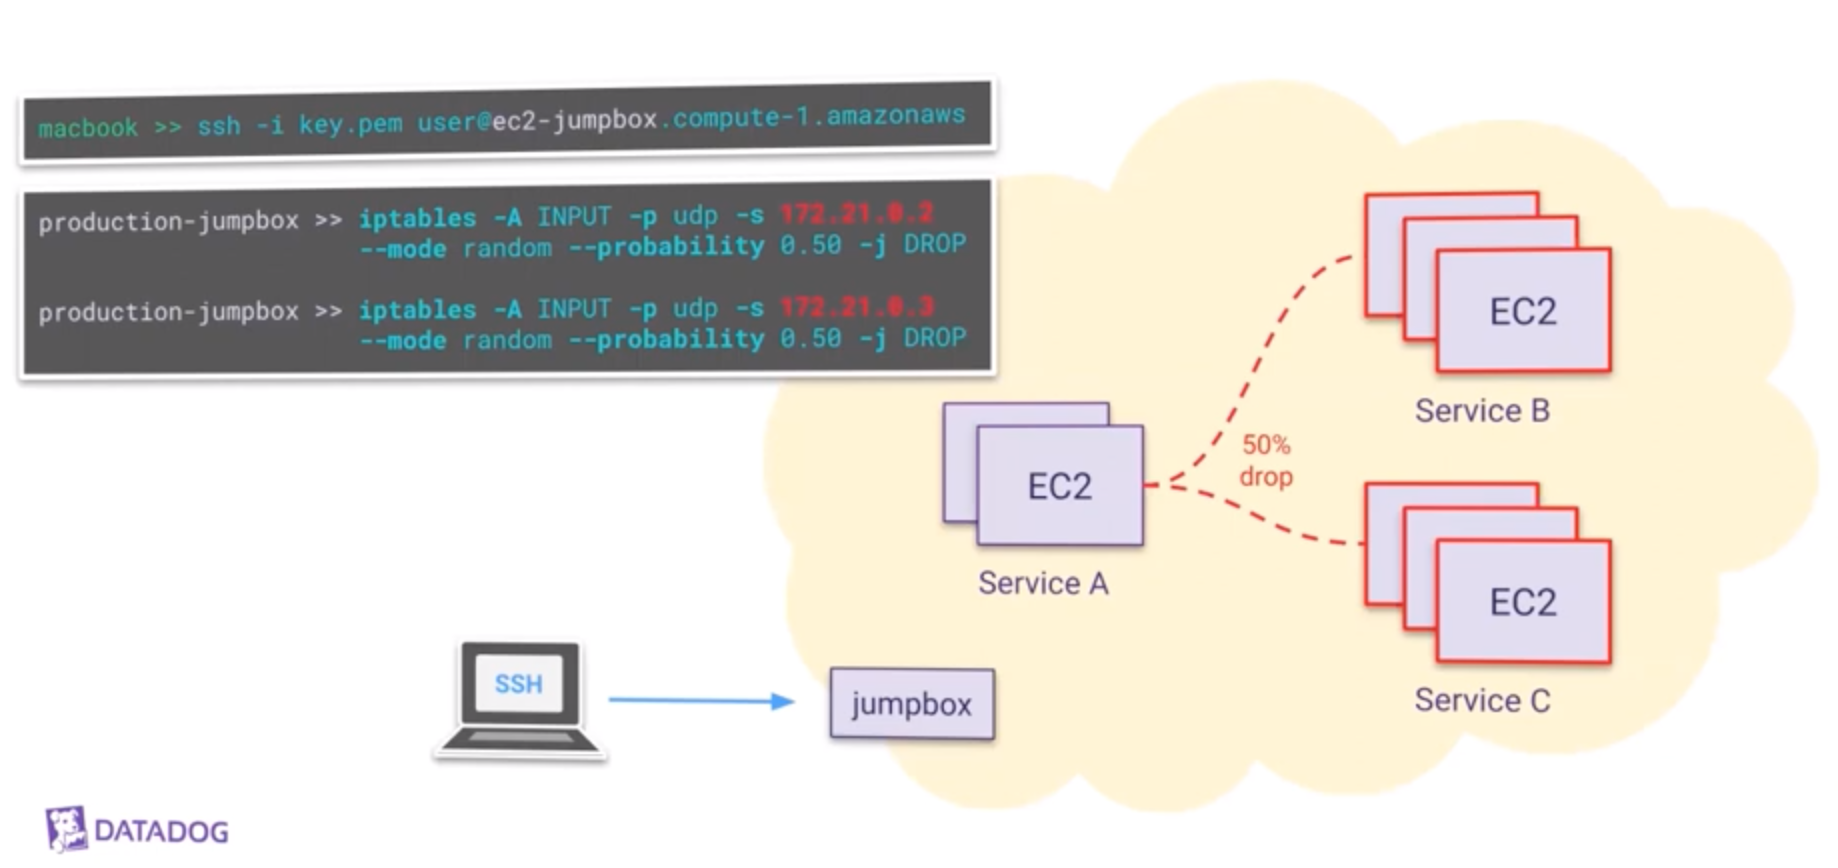 macbook >> ssh -i key.pem user@ec2-jumpbox.compute-1.amazonaws
production-jumpbox >> iptables -A INPUT -p udp -s 172.21.0.2
--mode random --probability 0.50 -j DROP
production-jumpbox >> iptables -A INPUT -p udp -s 172.21.0.3
--mode random --probability 0.50 -j DROP
EC2
Service B
50%
drop
EC2
Service A
EC2
Service C
SSH
jumpbox
DATADOG